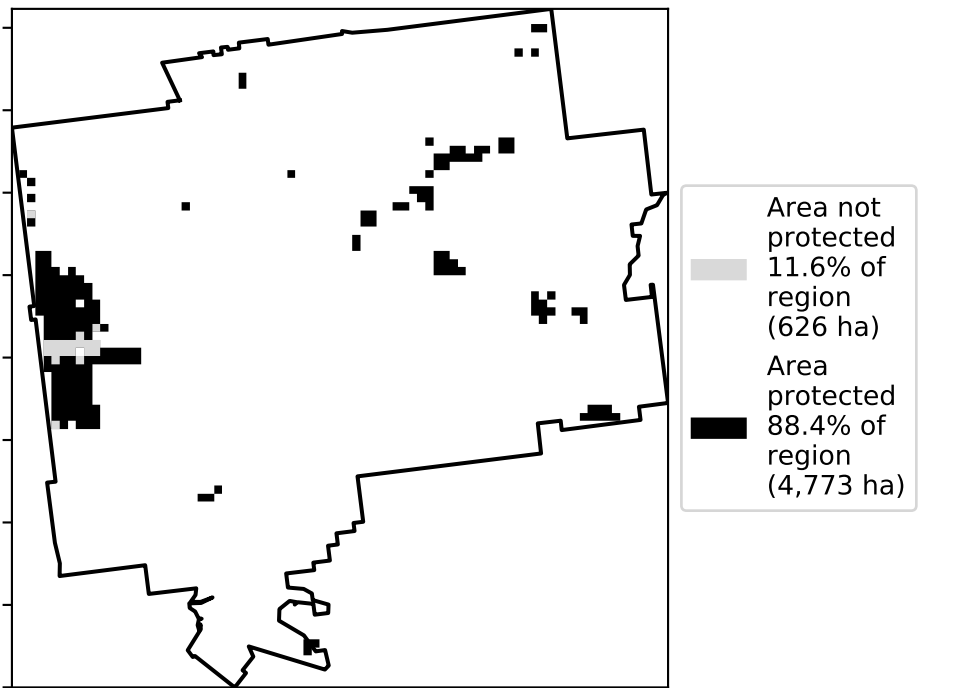 Area not
protected
11.6% of
region
(626 ha)
Area
protected
88.4% of
region
(4,773 ha)